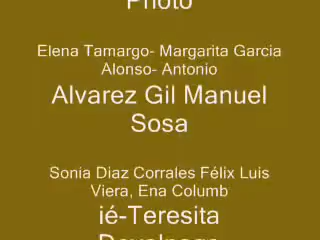 Photo
Elena Tamargo- Margarita Garcia
Alonso- Antonio
Alvarez Gil Manuel
Sosa
Sonia Diaz Corrales Félix Luis
Viera, Ena Columb
ié-Teresita